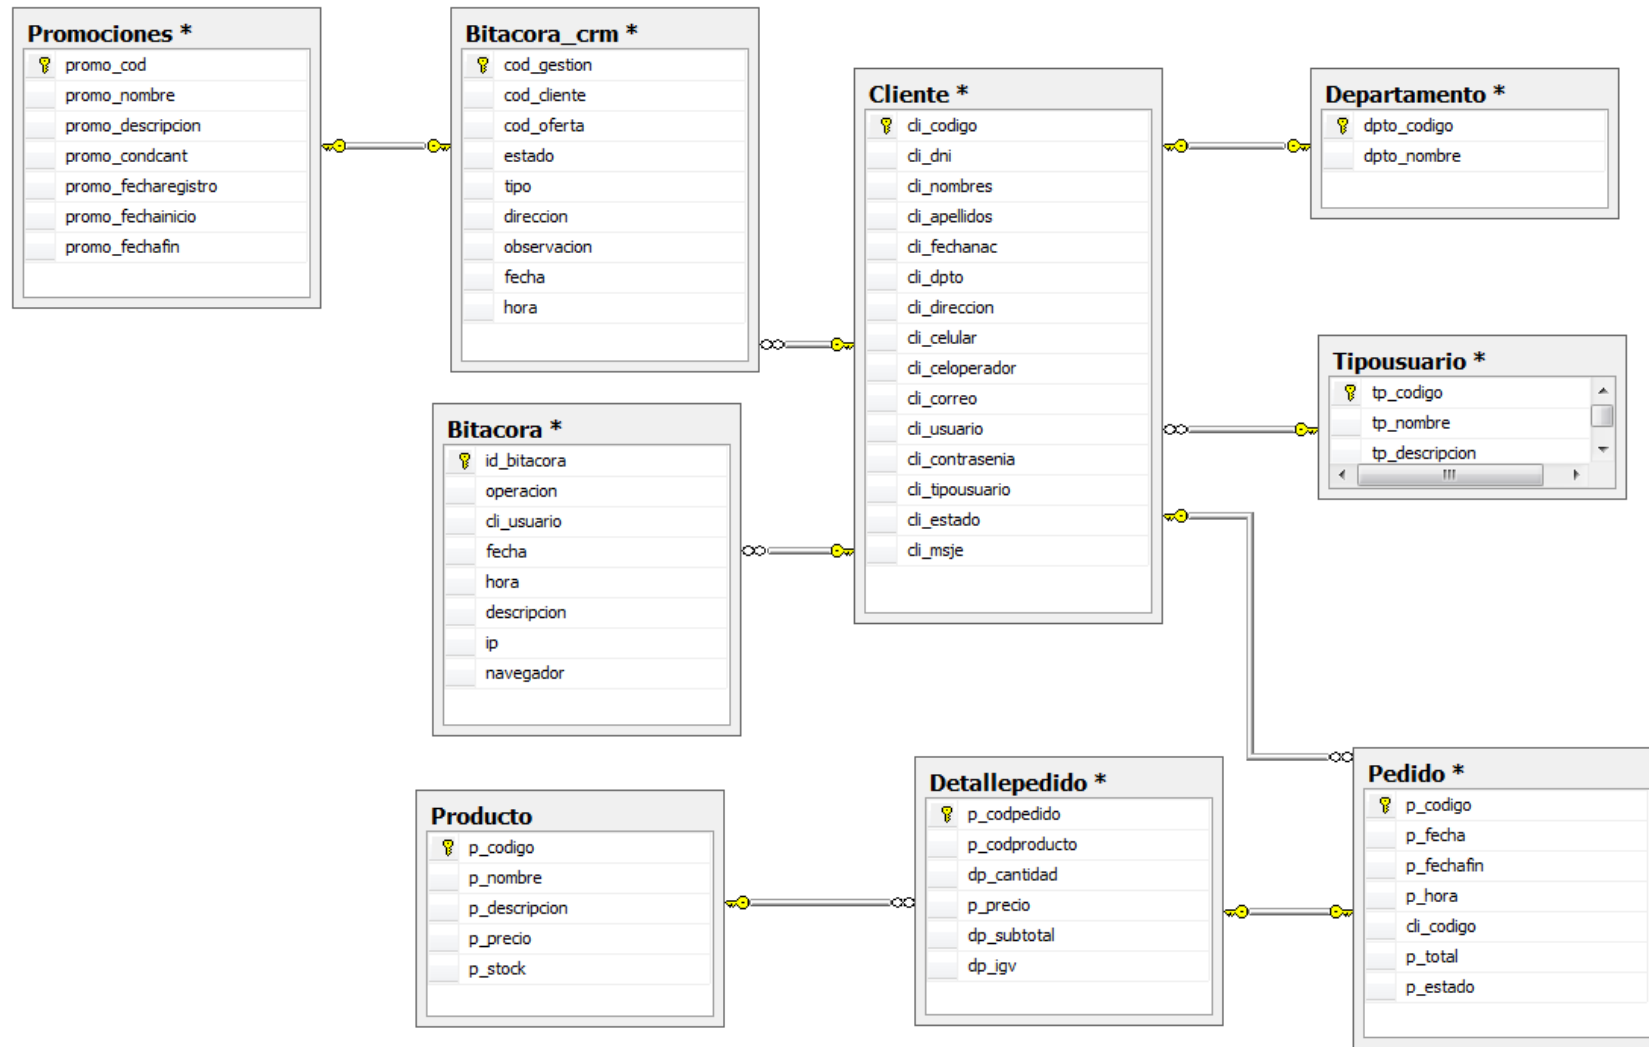 Promociones *
promo_cod
promo_nombre
promo_descripcion
promo_condcant
promo_fecharegistro
promo_fechainicio
promo_fechafin
Bitacora_crm *
cod_gestion
cod_cliente
cod_oferta
estado
tipo
direccion
observacion
fecha
hora
Cliente *
cli_codigo
cli_dni
cli_nombres
cli_apellidos
cli_fechanac
cli_dpto
cli_direccion
cli_celular
cli_celoperador
cli_correo
cli_usuario
cli_contrasenia
cli_tipousuario
cli_estado
cli_msje
Departamento *
dpto_codigo
dpto_nombre
Tipousuario *
tp_codigo
tp_nombre
tp_descripcion
Bitacora *
id_bitacora
operacion
cli_usuario
fecha
hora
descripcion
ip
navegador
Producto
p_codigo
p_nombre
p_descripcion
p_precio
p_stock
Detallepedido *
p_codpedido
p_codproducto
dp_cantidad
p_precio
dp_subtotal
dp_igv
Pedido *
p_codigo
p_fecha
p_fechafin
p_hora
cli_codigo
p_total
p_estado